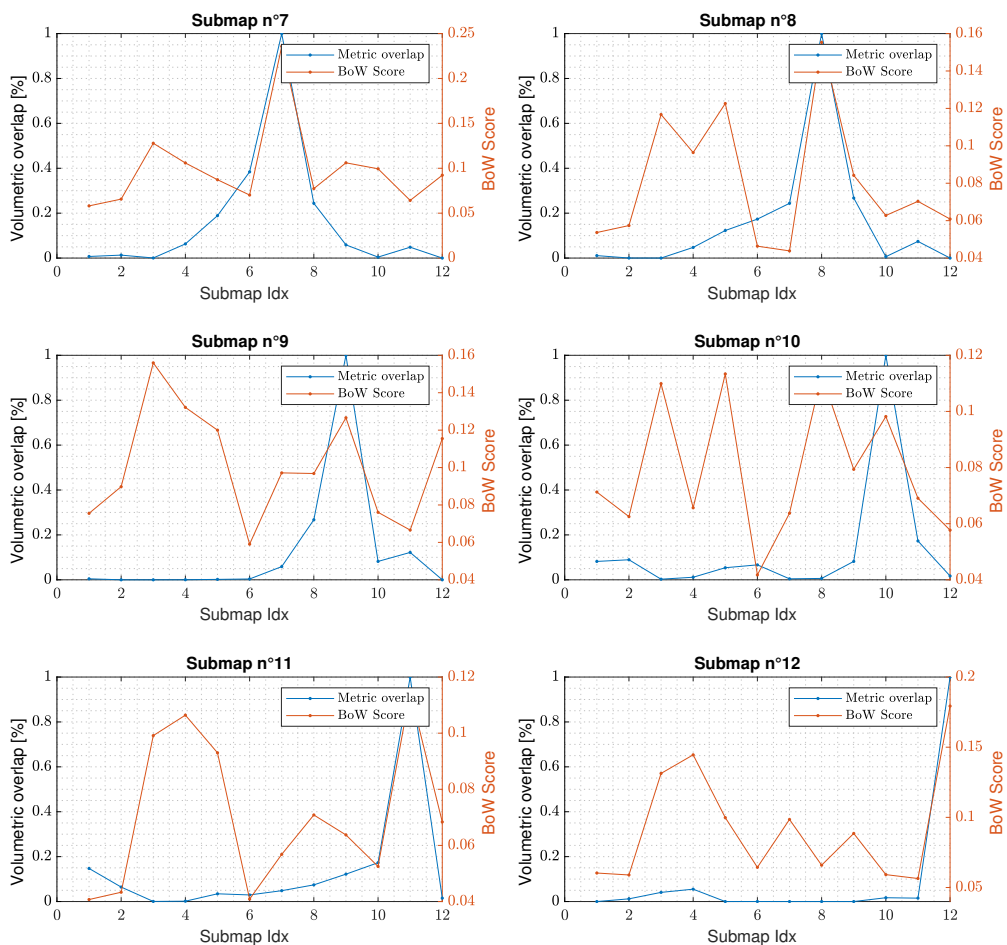 Submap n°7
Volumetric overlap [%]
1
0.8
0.6
0.4
0.2
0
0.25
0.2
0.15
0.1
0.05
0
BoW Score
Metric overlap
BoW Score
0 2 4 6 8 10 12
Submap Idx
Submap n°8
Volumetric overlap [%]
1
0.8
0.6
0.4
0.2
0
0.16
0.14
0.12
0.1
0.08
0.06
0.04
BoW Score
Metric overlap
BoW Score
0 2 4 6 8 10 12
Submap Idx
Submap n°9
Volumetric overlap [%]
1
0.8
0.6
0.4
0.2
0
0.16
0.14
0.12
0.1
0.08
0.06
0.04
BoW Score
Metric overlap
BoW Score
0 2 4 6 8 10 12
Submap Idx
Submap n°10
Volumetric overlap [%]
1
0.8
0.6
0.4
0.2
0
0.12
0.1
0.08
0.06
0.04
BoW Score
Metric overlap
BoW Score
0 2 4 6 8 10 12
Submap Idx
Submap n°11
Volumetric overlap [%]
1
0.8
0.6
0.4
0.2
0
0.12
0.1
0.08
0.06
0.04
BoW Score
Metric overlap
BoW Score
0 2 4 6 8 10 12
Submap Idx
Submap n°12
Volumetric overlap [%]
1
0.8
0.6
0.4
0.2
0
0.2
0.15
0.1
0.05
BoW Score
Metric overlap
BoW Score
0 2 4 6 8 10 12
Submap Idx